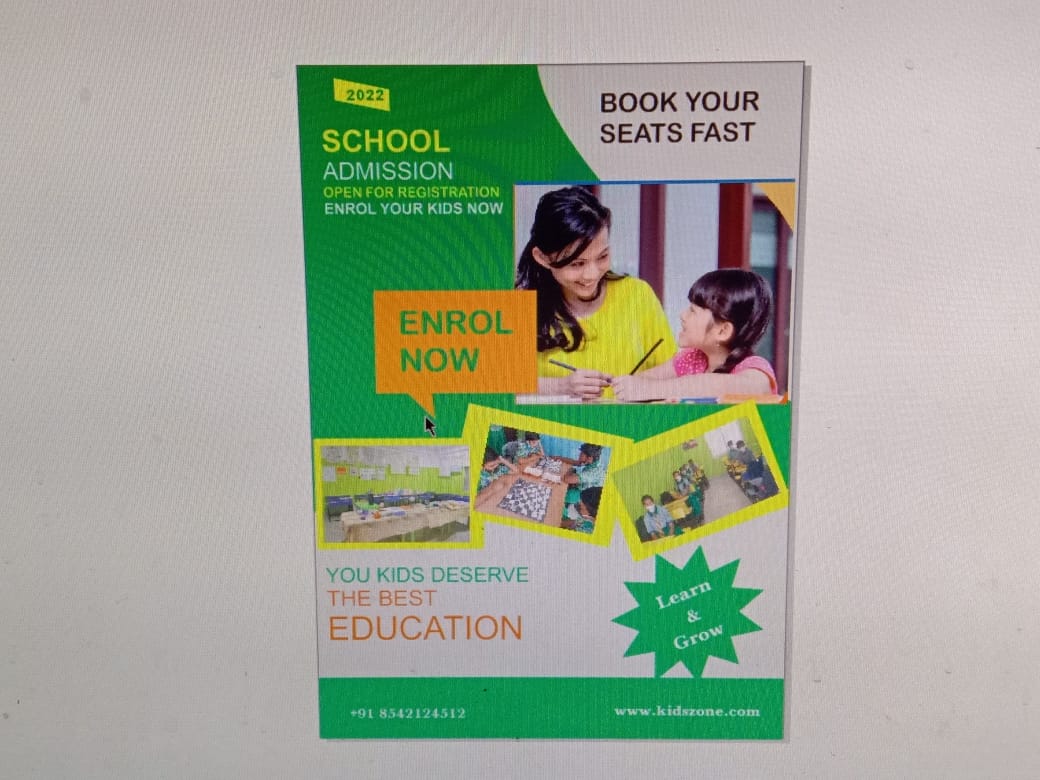 2022
SCHOOL
ADMISSION
OPEN FOR REGISTRATION
ENROL YOUR KIDS NOW
BOOK YOUR
SEATS FAST
ENROL
NOW
YOU KIDS DESERVE
THE BEST
EDUCATION
Learn
&
Grow
+91 8542124512
www.kidszone.com